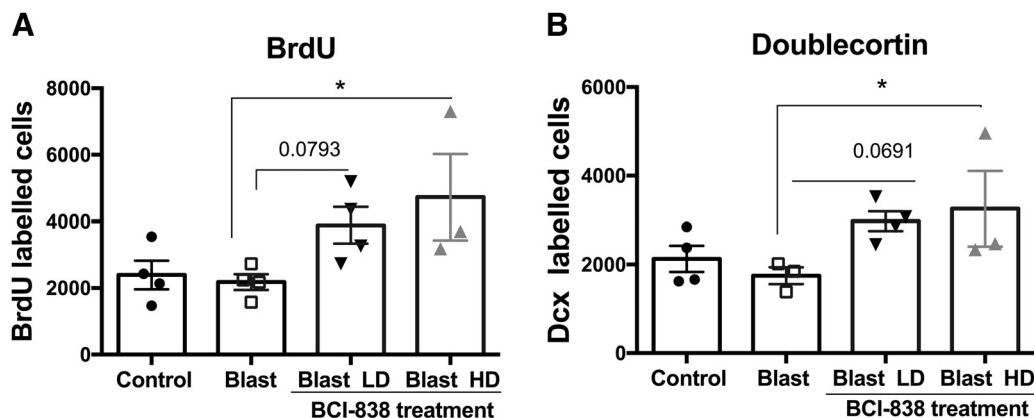 A
BrdU
BrdU labelled cells
8000
6000
4000
2000
0
*
0.0793
Control Blast Blast LD Blast HD
BCI-838 treatment
B
Doublecortin
Dcx labelled cells
6000
4000
2000
0
*
0.0691
Control Blast Blast LD Blast HD
BCI-838 treatment